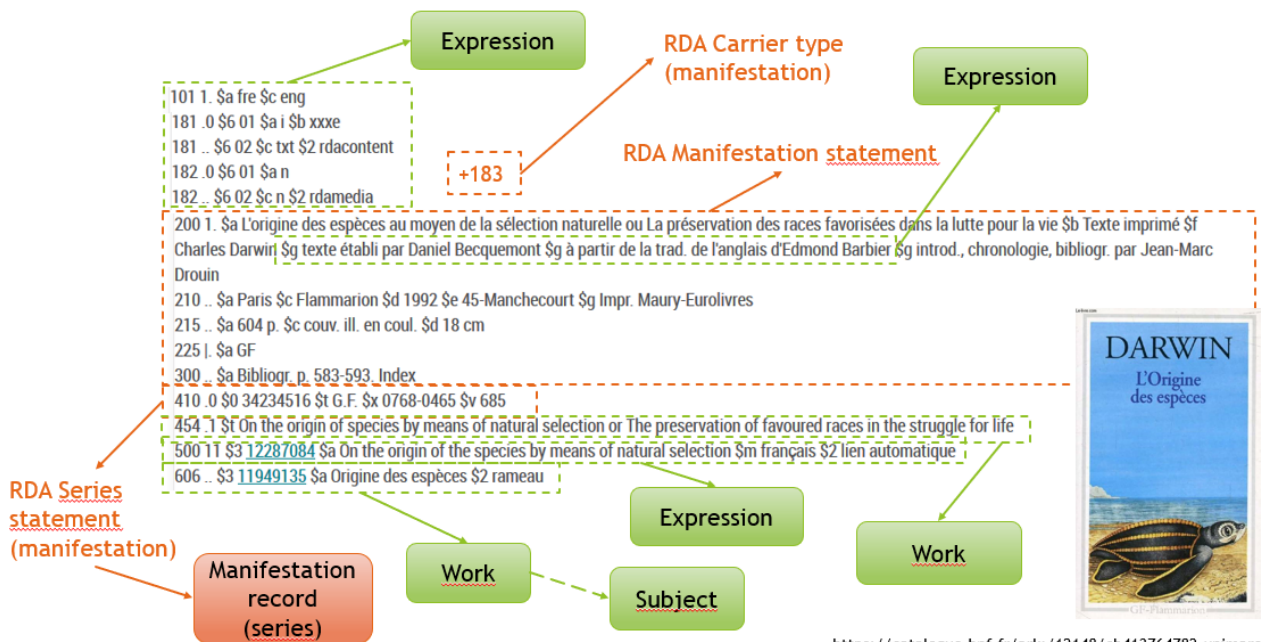 Expression
RDA Carrier type
(manifestation)
Expression
101 1. $a fre $c eng
181 .0 $6 01 $a i $b xxxe
181 .. $6 02 $c txt $2 rdacontent
182 .0 $6 01 $a n
182 .. $6 02 $c n $2 rdamedia
+183
RDA Manifestation statement
200 1. $a L'origine des espèces au moyen de la sélection naturelle ou La préservation des races favorisées dans la lutte pour la vie $b Texte imprimé $f
Charles Darwin $g texte établi par Daniel Becquemont $g à partir de la trad. de l'anglais d'Edmond Barbier $g introd., chronologie, bibliogr. par Jean-Marc
Drouin
210 .. $a Paris $c Flammarion $d 1992 $e 45-Manchecourt $g Impr. Maury-Eurolivres
215 .. $a 604 p. $c couv. ill. en coul. $d 18 cm
225 |. $a GF
300 .. $a Bibliogr. p. 583-593. Index
410 .0 $0 34234516 $t G.F. $x 0768-0465 $v 685
454 .1 $t On the origin of species by means of natural selection or The preservation of favoured races in the struggle for life
500 11 $3 12287084 $a On the origin of the species by means of natural selection $m français $2 lien automatique
606 .. $3 11949135 $a Origine des espèces $2 rameau
DARWIN
L'Origine
des espèces
GF-Flammarion
RDA Series
statement
(manifestation)
Manifestation
record
(series)
Work
Subject
Expression
Work